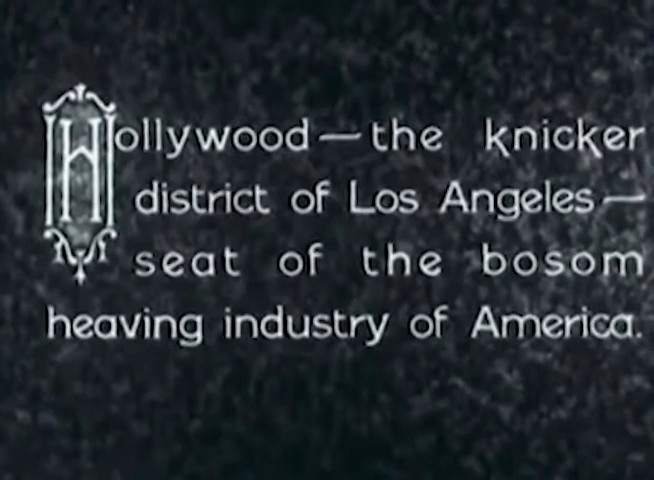 Hollywood — the knicker
district of Los Angeles —
seat of the bosom
heaving industry of America.